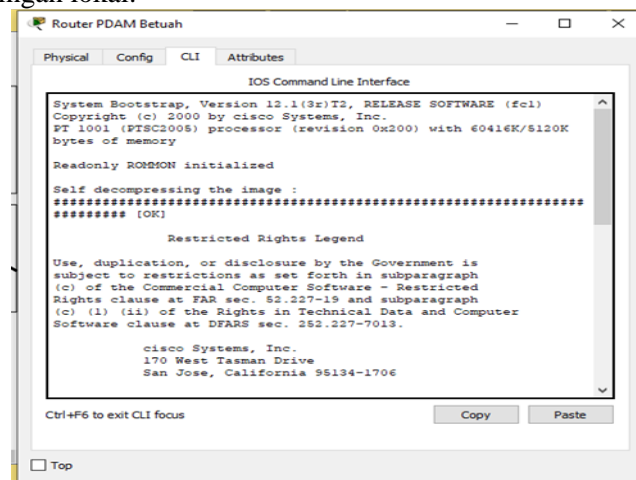 ngan lokal.
Router PDAM Betuah
Physical Config CLI Attributes
IOS Command Line Interface
System Bootstrap, Version 12.1(3r)T2, RELEASE SOFTWARE (fc1)
Copyright (c) 2000 by cisco Systems, Inc.
PT 1001 (PTSC2005) processor (revision 0x200) with 60416K/5120K
bytes of memory
Readonly ROMMON initialized
Self decompressing the image :
##############################################################
######### [OK]
Restricted Rights Legend
Use, duplication, or disclosure by the Government is
subject to restrictions as set forth in subparagraph
(c) of the Commercial Computer Software - Restricted
Rights clause at FAR sec. 52.227-19 and subparagraph
(c) (1) (ii) of the Rights in Technical Data and Computer
Software clause at DFARS sec. 252.227-7013.
cisco Systems, Inc.
170 West Tasman Drive
San Jose, California 95134-1706
Ctrl+F6 to exit CLI focus Copy Paste
Top